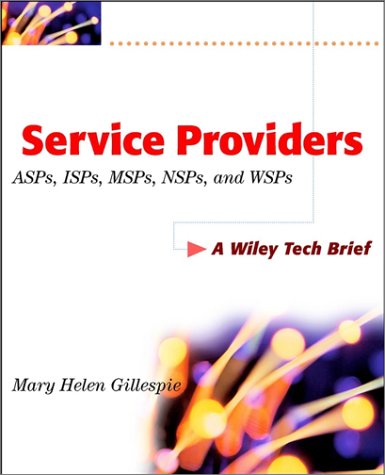 Service Providers
ASPs, ISPs, MSPs, NSPs, and WSPs
A Wiley Tech Brief
Mary Helen Gillespie